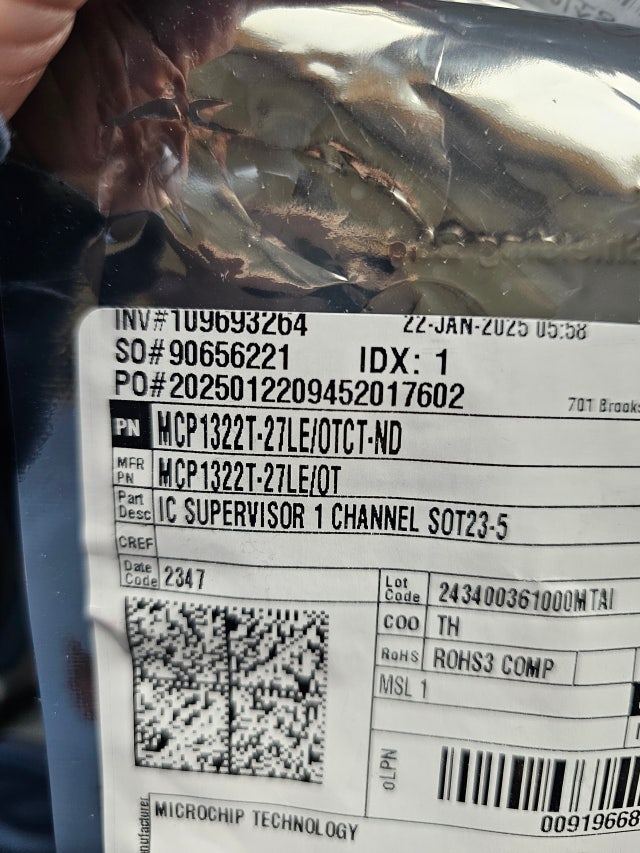 INV#109693264 22-JAN-2025 05:58
SO#90656221 IDX: 1
PO#2025012209452017602
701 Brooks
PN MCP1322T-27LE/OTCT-ND
MFR PN MCP1322T-27LE/OT
Part Desc IC SUPERVISOR 1 CHANNEL SOT23-5
CREF
Date Code 2347
Lot Code 243400361000MTAI
COO TH
RoHS ROHS3 COMP
MSL 1
oLPN
00919668
MICROCHIP TECHNOLOGY